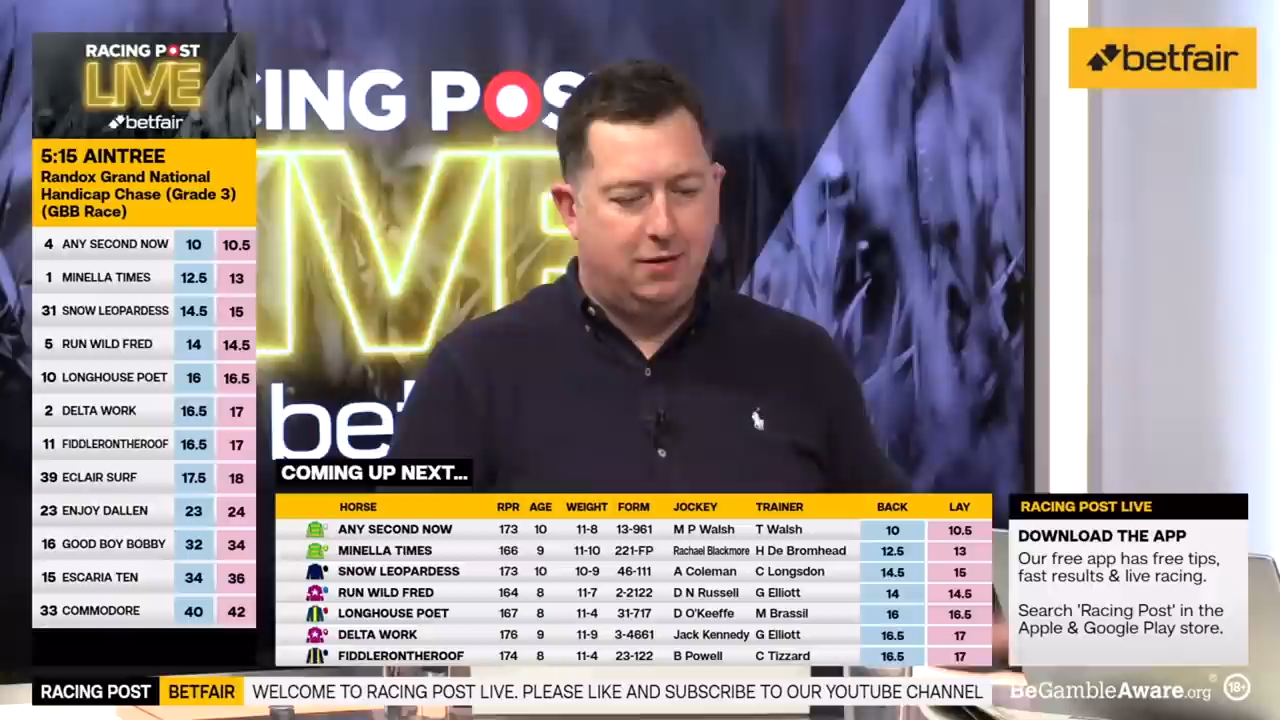 RACING POST
LIVE
betfair
5:15 AINTREE
Randox Grand National
Handicap Chase (Grade 3)
(GBB Race)
4 ANY SECOND NOW 10 10.5
1 MINELLA TIMES 12.5 13
31 SNOW LEOPARDESS 14.5 15
5 RUN WILD FRED 14 14.5
10 LONGHOUSE POET 16 16.5
2 DELTA WORK 16.5 17
11 FIDDLERONTHEROOF 16.5 17
39 ECLAIR SURF 17.5 18
23 ENJOY DALLEN 23 24
16 GOOD BOY BOBBY 32 34
15 ESCARIA TEN 34 36
33 COMMODORE 40 42
CING POS
IVE
bet
betfair
COMING UP NEXT...
HORSE RPR AGE WEIGHT FORM JOCKEY TRAINER BACK LAY
ANY SECOND NOW 173 10 11-8 13-961 M P Walsh T Walsh 10 10.5
MINELLA TIMES 166 9 11-10 221-FP Rachael Blackmore H De Bromhead 12.5 13
SNOW LEOPARDESS 173 10 10-9 46-111 A Coleman C Longsdon 14.5 15
RUN WILD FRED 164 8 11-7 2-2122 D N Russell G Elliott 14 14.5
LONGHOUSE POET 167 8 11-4 31-717 D O'Keeffe M Brassil 16 16.5
DELTA WORK 176 9 11-9 3-4661 Jack Kennedy G Elliott 16.5 17
FIDDLERONTHEROOF 174 8 11-4 23-122 B Powell C Tizzard 16.5 17
RACING POST LIVE
DOWNLOAD THE APP
Our free app has free tips,
fast results & live racing.
Search 'Racing Post' in the
Apple & Google Play store.
RACING POST BETFAIR WELCOME TO RACING POST LIVE. PLEASE LIKE AND SUBSCRIBE TO OUR YOUTUBE CHANNEL
BeGambleAware.org® 18+